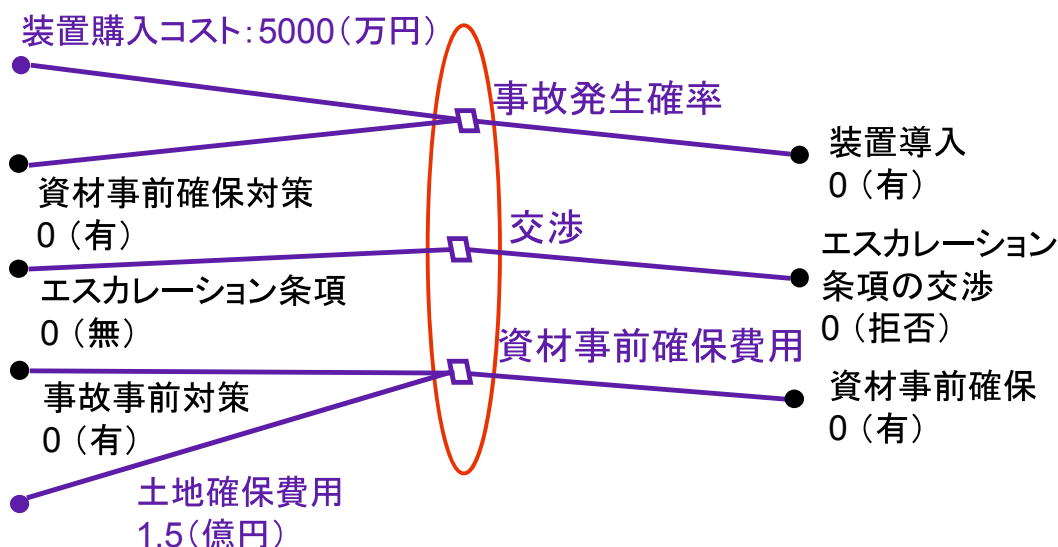 装置購入コスト:5000(万円)
事故発生確率
装置導入
0(有)
資材事前確保対策
0(有)
交渉
エスカレーション
条項の交渉
0(拒否)
エスカレーション条項
0(無)
資材事前確保費用
資材事前確保
0(有)
事故事前対策
0(有)
土地確保費用
1.5(億円)